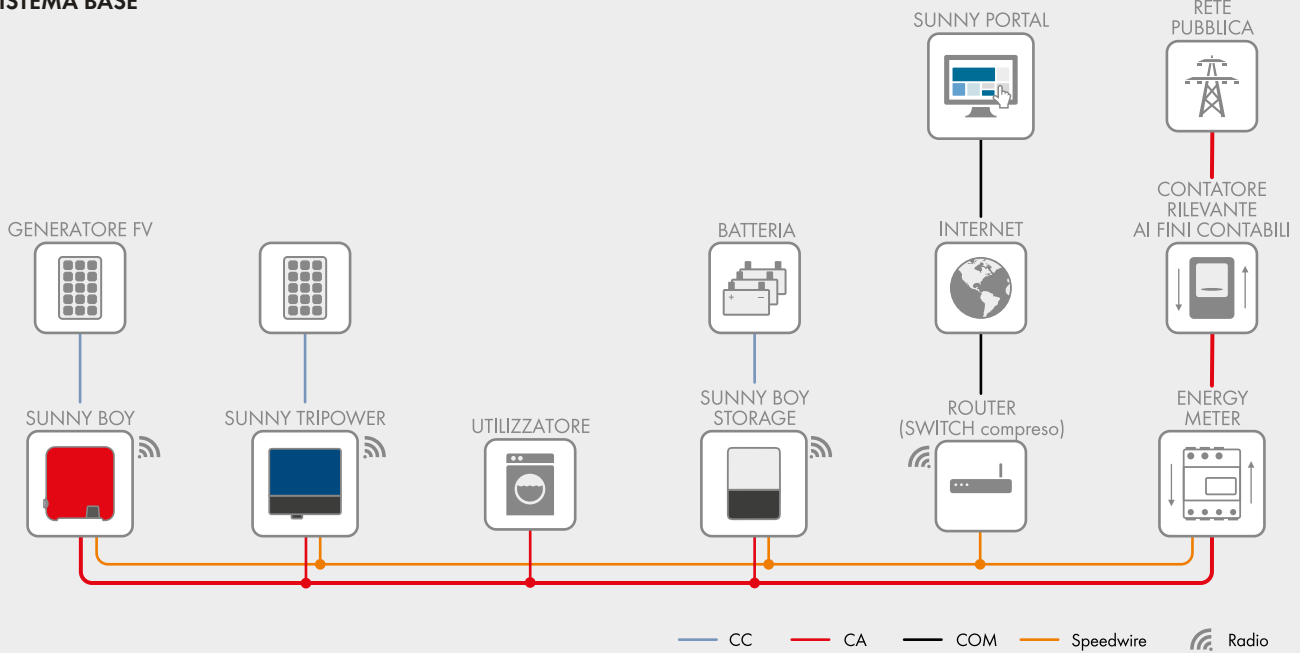 SISTEMA BASE
SUNNY PORTAL
RETE
PUBBLICA
CONTATORE
RILEVANTE
AI FINI CONTABILI
GENERATORE FV
BATTERIA
INTERNET
SUNNY BOY
SUNNY TRIPOWER
UTILIZZATORE
SUNNY BOY
STORAGE
ROUTER
(SWITCH compreso)
ENERGY
METER
CC
CA
COM
Speedwire
Radio